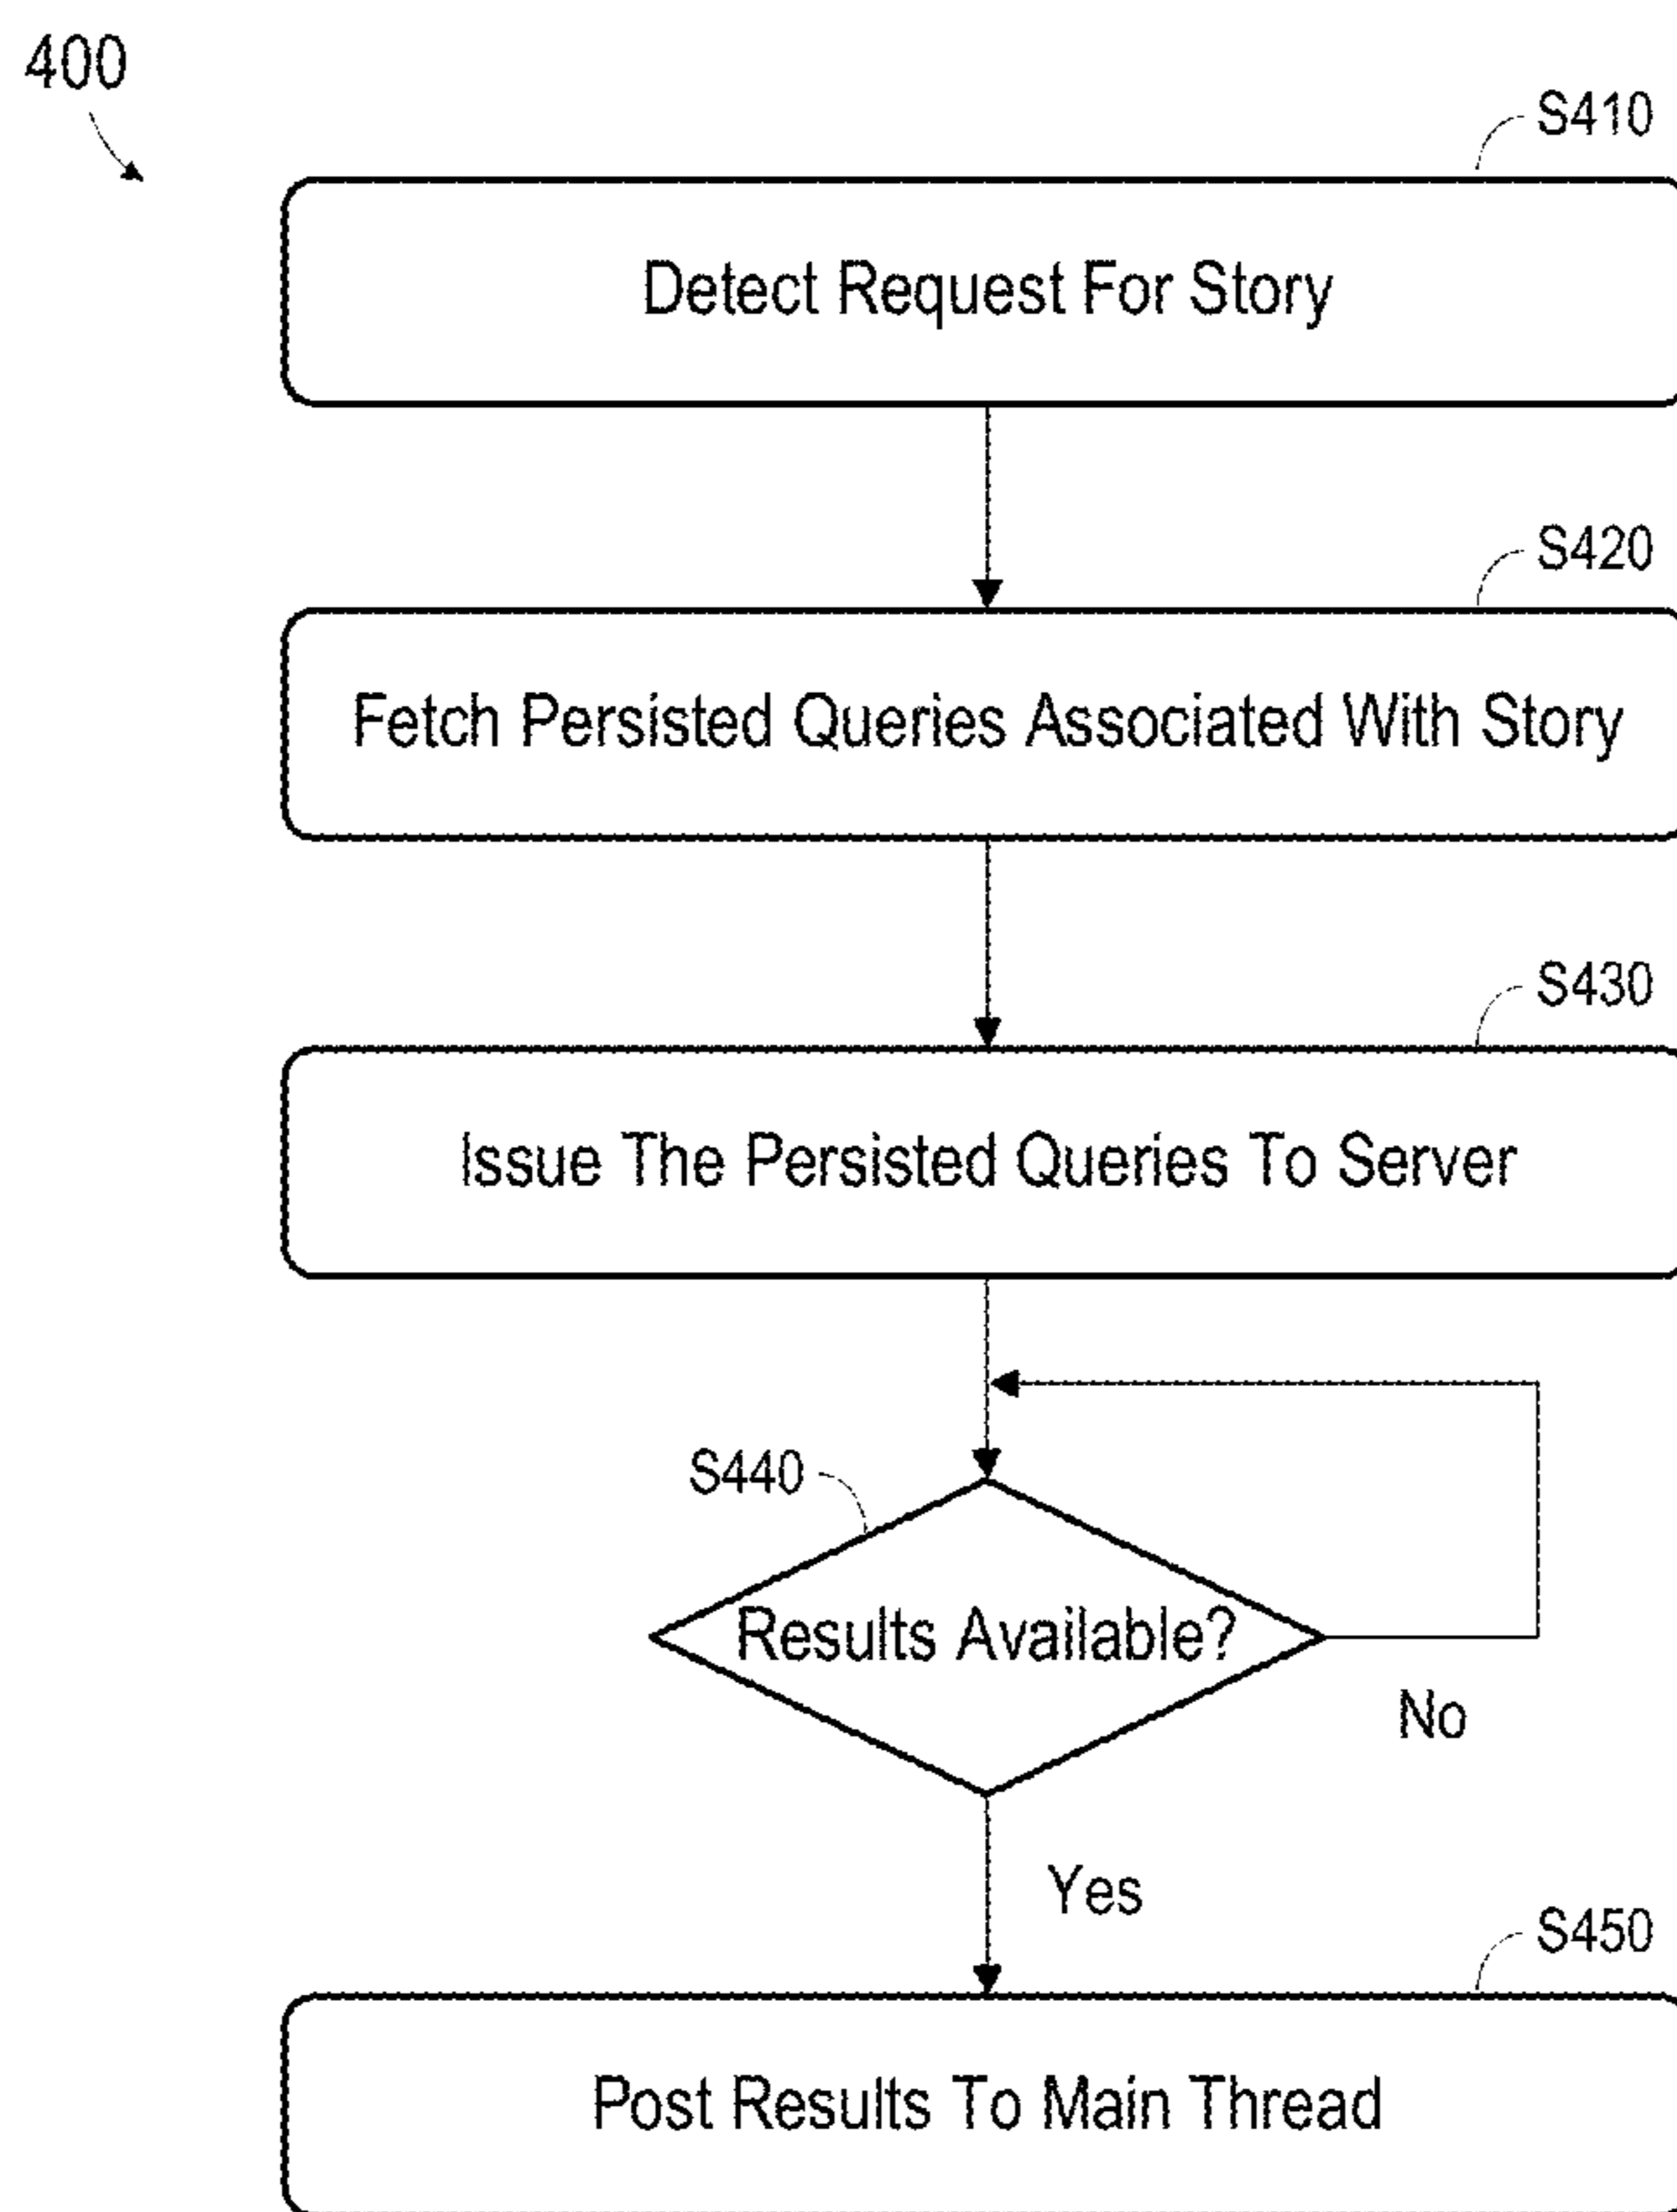 400
S410
Detect Request For Story
S420
Fetch Persisted Queries Associated With Story
S430
Issue The Persisted Queries To Server
S440
Results Available?
No
Yes
S450
Post Results To Main Thread